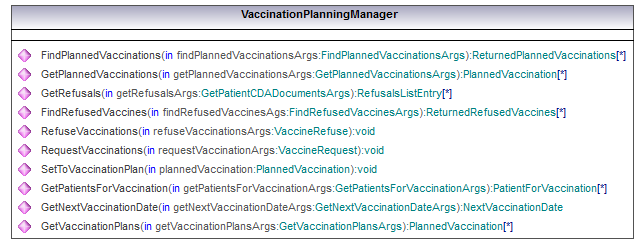 VaccinationPlanningManager
FindPlannedVaccinations(in findPlannedVaccinationsArgs:FindPlannedVaccinationsArgs):ReturnedPlannedVaccinations[*]
GetPlannedVaccinations(in getPlannedVaccinationsArgs:GetPlannedVaccinationsArgs):PlannedVaccination[*]
GetRefusals(in getRefusalsArgs:GetPatientCDADocumentsArgs):RefusalsListEntry[*]
FindRefusedVaccines(in findRefusedVaccinesAgs:FindRefusedVaccinesArgs):ReturnedRefusedVaccines[*]
RefuseVaccinations(in refuseVaccinationsArgs:VaccineRefuse):void
RequestVaccinations(in requestVaccinationArgs:VaccineRequest):void
SetToVaccinationPlan(in plannedVaccination:PlannedVaccination):void
GetPatientsForVaccination(in getPatientsForVaccinationArgs:GetPatientsForVaccinationArgs):PatientForVaccination[*]
GetNextVaccinationDate(in getNextVaccinationDateArgs:GetNextVaccinationDateArgs):NextVaccinationDate
GetVaccinationPlans(in getVaccinationPlansArgs:GetVaccinationPlansArgs):PlannedVaccination[*]